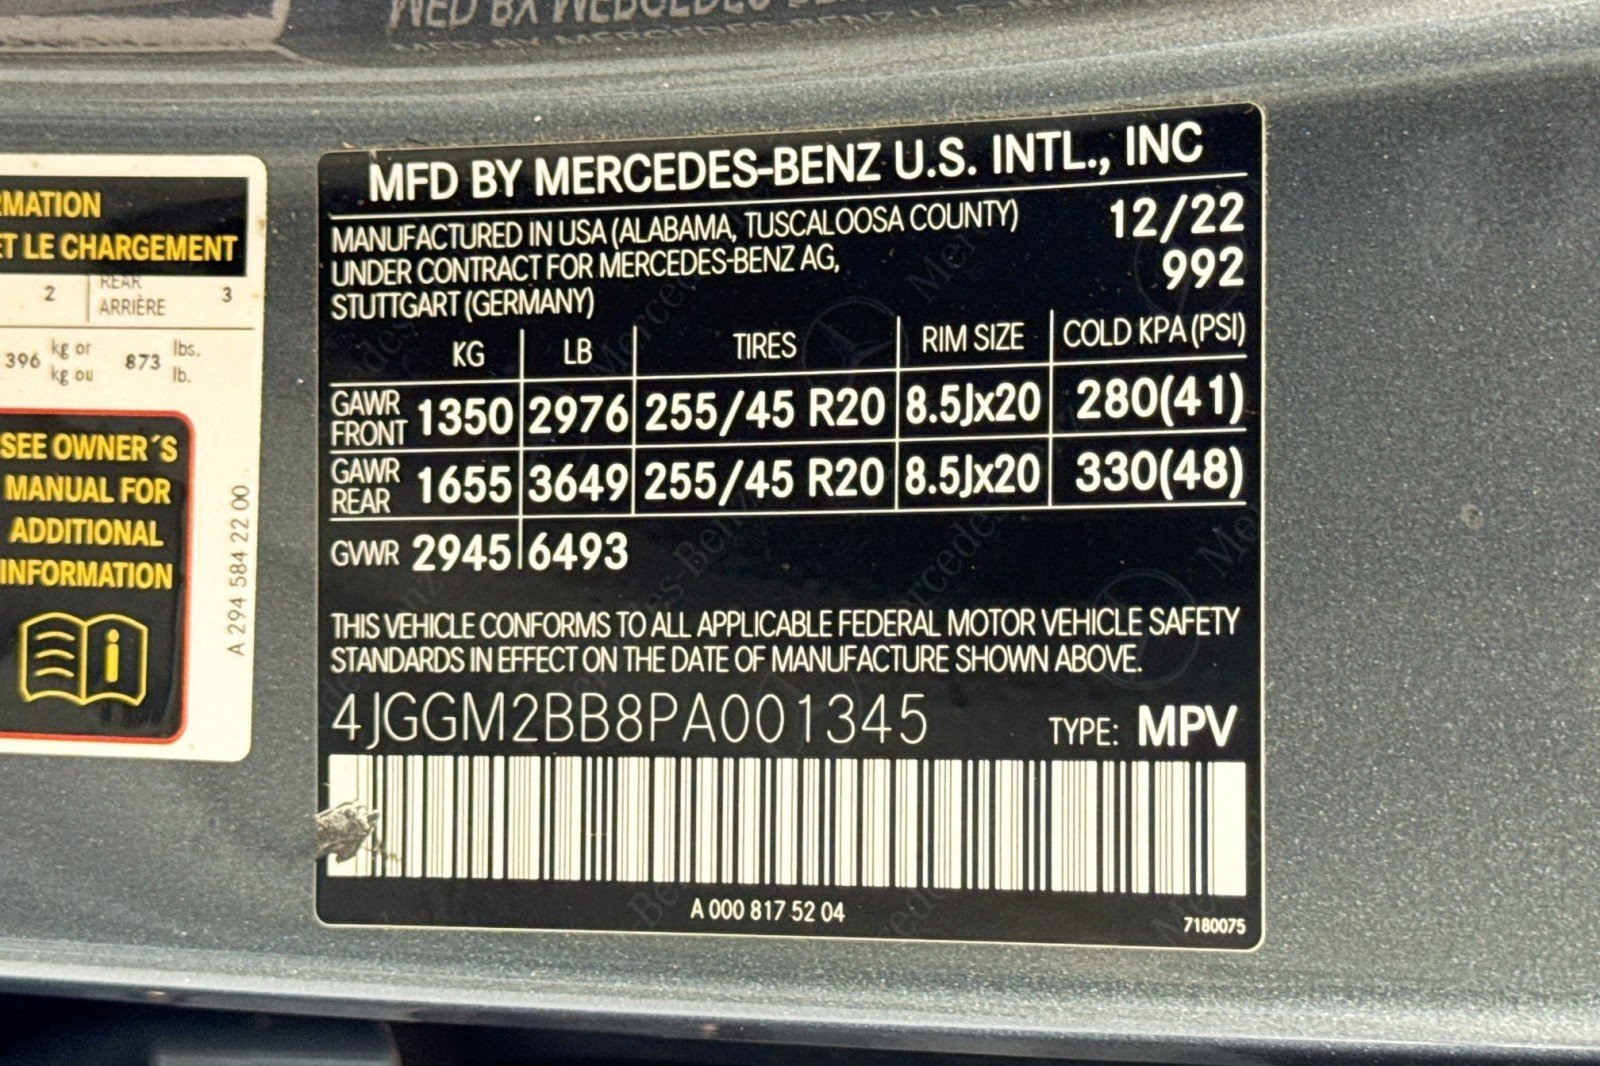 MFD BY MERCEDES-BENZ U.S. INTL., INC
MANUFACTURED IN USA (ALABAMA, TUSCALOOSA COUNTY) 12/22
UNDER CONTRACT FOR MERCEDES-BENZ AG, 992
STUTTGART (GERMANY)
KG LB TIRES RIM SIZE COLD KPA (PSI)
GAWR FRONT 1350 2976 255/45 R20 8.5Jx20 280(41)
GAWR REAR 1655 3649 255/45 R20 8.5Jx20 330(48)
GVWR 2945 6493
THIS VEHICLE CONFORMS TO ALL APPLICABLE FEDERAL MOTOR VEHICLE SAFETY
STANDARDS IN EFFECT ON THE DATE OF MANUFACTURE SHOWN ABOVE.
4JGGM2BB8PA001345 TYPE: MPV
A 000 817 52 04
7180075
ET LE CHARGEMENT
2 REAR
ARRIÈRE 3
396 kg or 873 lbs.
kg ou lb.
SEE OWNER´S
MANUAL FOR
ADDITIONAL
INFORMATION
A 294 584 22 00